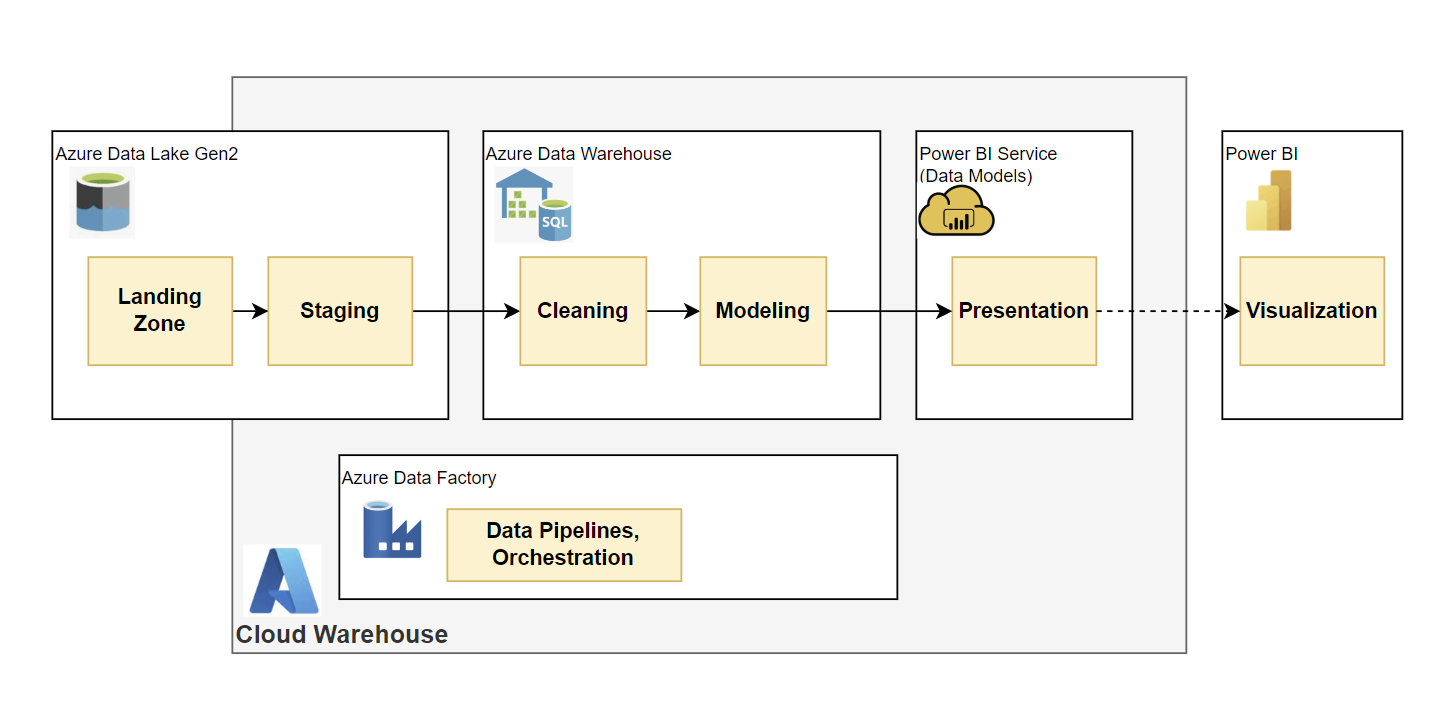 Azure Data Lake Gen2
Azure Data Warehouse
SQL
Power BI Service
(Data Models)
Power BI
Landing
Zone
Staging
Cleaning
Modeling
Presentation
Visualization
Azure Data Factory
Data Pipelines,
Orchestration
Cloud Warehouse